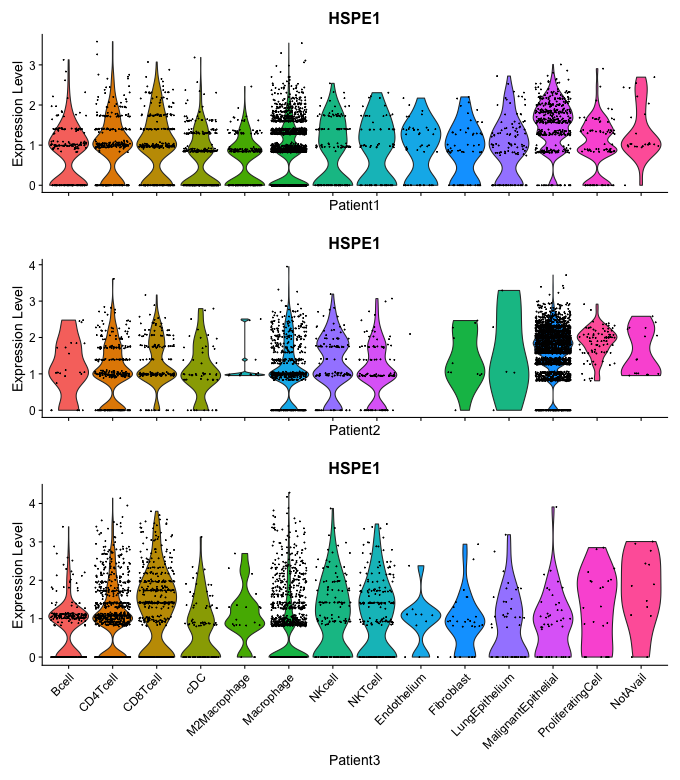 HSPE1
Expression Level
3
2
1
0
Patient1
HSPE1
Expression Level
4
3
2
1
0
Patient2
HSPE1
Expression Level
4
3
2
1
0
Bcell
CD4Tcell
CD8Tcell
cDC
M2Macrophage
Macrophage
NKcell
NKTcell
Endothelium
Fibroblast
LungEpithelium
MalignantEpithelial
ProliferatingCell
NotAvail
Patient3